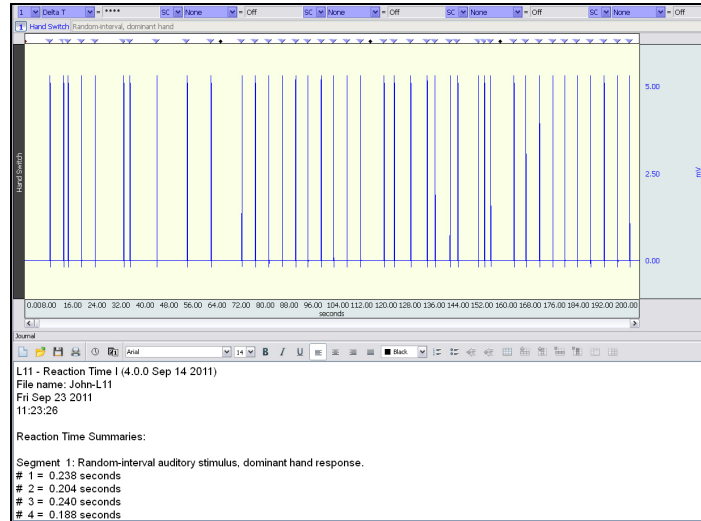 1 Delta T = **** SC None = Off SC None = Off SC None = Off SC None = Off
1 Hand Switch Random-interval, dominant hand
Hand Switch
5.00
2.50
0.00
mV
0.00 8.00 16.00 24.00 32.00 40.00 48.00 56.00 64.00 72.00 80.00 88.00 96.00 104.00 112.00 120.00 128.00 136.00 144.00 152.00 160.00 168.00 176.00 184.00 192.00 200.00
seconds
Journal
Arial 14 B I U Black
L11 - Reaction Time I (4.0.0 Sep 14 2011)
File name: John-L11
Fri Sep 23 2011
11:23:26
Reaction Time Summaries:
Segment 1: Random-interval auditory stimulus, dominant hand response.
# 1 = 0.238 seconds
# 2 = 0.204 seconds
# 3 = 0.240 seconds
# 4 = 0.188 seconds